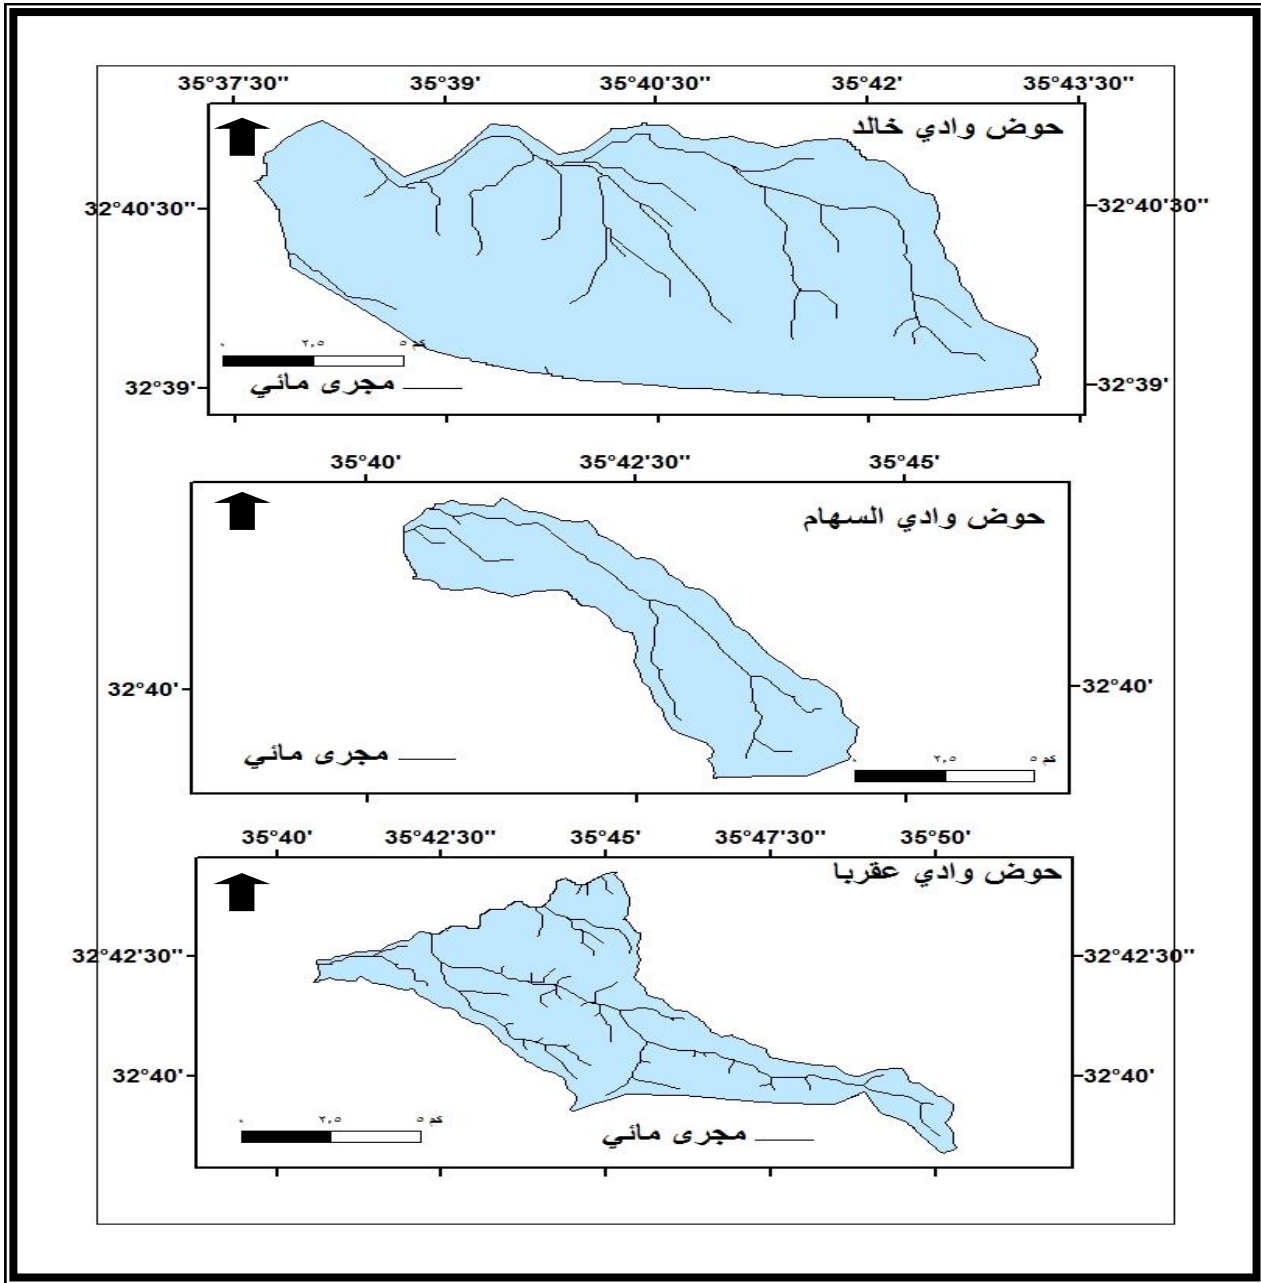 35°37'30" 35°39' 35°40'30" 35°42' 35°43'30"
حوض وادي خالد
32°40'30" 32°40'30"
٠ ٢,٥ ٥ كم
32°39' 32°39'
مجرى مائي
35°40' 35°42'30" 35°45'
حوض وادي السهام
32°40' 32°40'
مجرى مائي
٠ ٢,٥ ٥ كم
35°40' 35°42'30" 35°45' 35°47'30" 35°50'
حوض وادي عقربا
32°42'30" 32°42'30"
32°40' 32°40'
٠ ٢,٥ ٥ كم
مجرى مائي